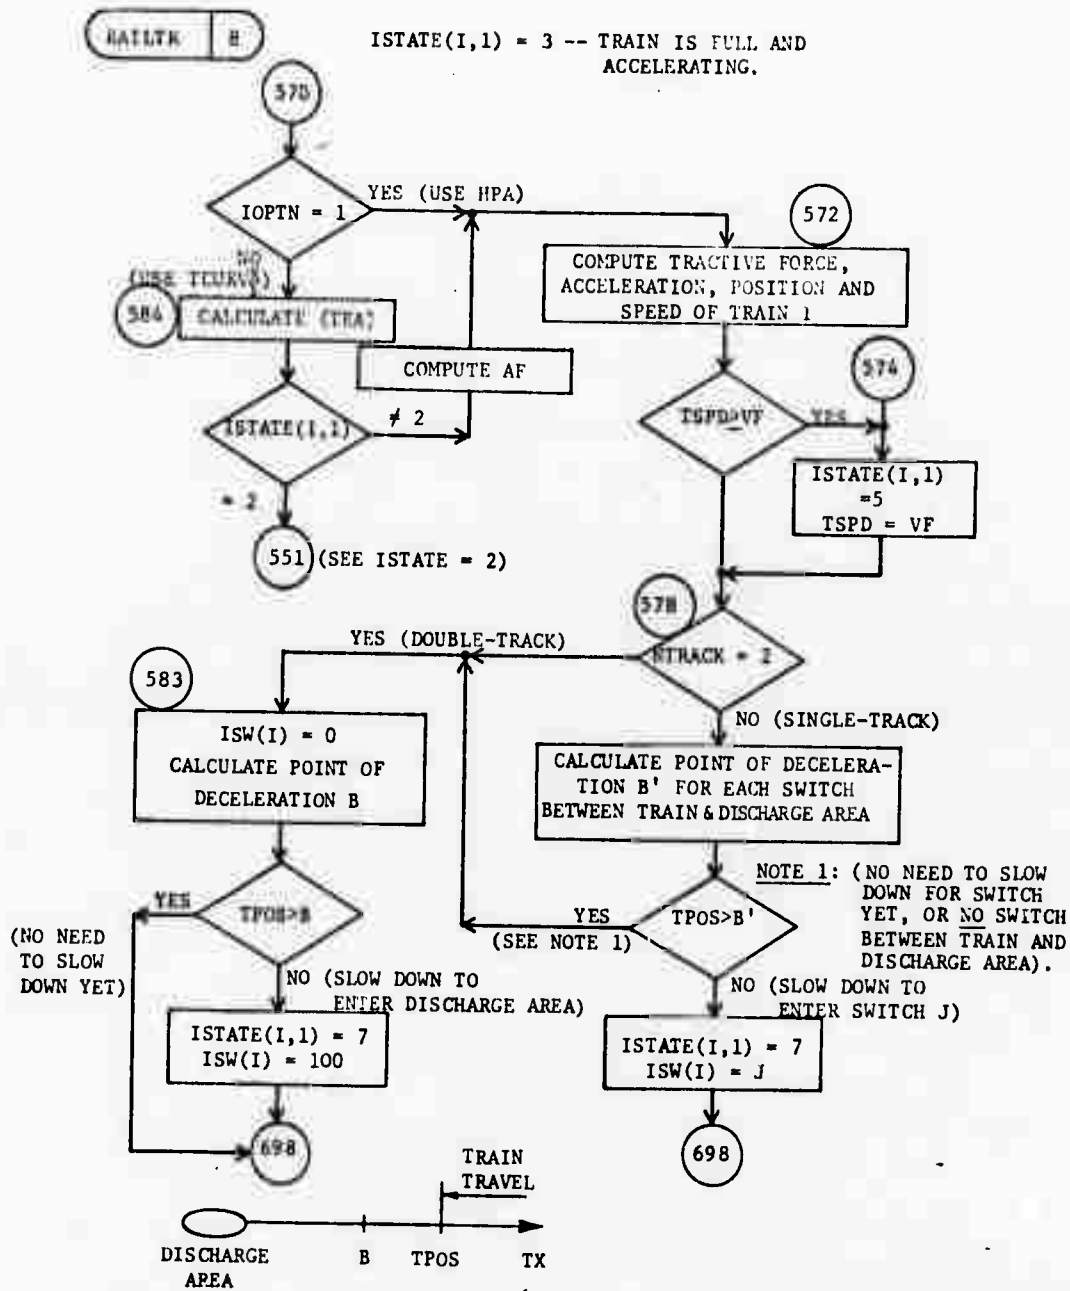 RAILTK H
ISTATE(I,1) = 3 -- TRAIN IS FULL AND
ACCELERATING.
575
IOPTN = 1
YES (USE HPA)
NO
(USE TCURVE)
584
CALCULATE (TEA)
COMPUTE AF
ISTATE(I,1)
≠ 2
= 2
551
(SEE ISTATE = 2)
572
COMPUTE TRACTIVE FORCE,
ACCELERATION, POSITION AND
SPEED OF TRAIN I
TSPD≥VF
YES
574
ISTATE(I,1)
=5
TSPD = VF
578
NTRACK = 2
YES (DOUBLE-TRACK)
NO (SINGLE-TRACK)
583
ISW(I) = 0
CALCULATE POINT OF
DECELERATION B
CALCULATE POINT OF DECELERA-
TION B' FOR EACH SWITCH
BETWEEN TRAIN & DISCHARGE AREA
TPOS>B
YES
(NO NEED
TO SLOW
DOWN YET)
NO (SLOW DOWN TO
ENTER DISCHARGE AREA)
ISTATE(I,1) = 7
ISW(I) = 100
698
TPOS>B'
YES
(SEE NOTE 1)
NOTE 1: (NO NEED TO SLOW
DOWN FOR SWITCH
YET, OR NO SWITCH
BETWEEN TRAIN AND
DISCHARGE AREA).
NO (SLOW DOWN TO
ENTER SWITCH J)
ISTATE(I,1) = 7
ISW(I) = J
698
TRAIN
TRAVEL
DISCHARGE
AREA
B
TPOS
TX